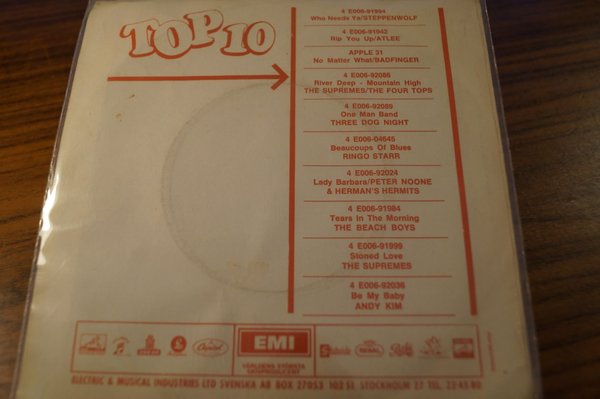 TOP 10
4 E006-91994
Who Needs Ya/STEPPENWOLF
4 E006-91942
Rip You Up/ATLEE
APPLE 31
No Matter What/BADFINGER
4 E006-92086
River Deep - Mountain High
THE SUPREMES/THE FOUR TOPS
4 E006-92089
One Man Band
THREE DOG NIGHT
4 E006-04645
Beaucoups Of Blues
RINGO STARR
4 E006-92024
Lady Barbara/PETER NOONE
& HERMAN'S HERMITS
4 E006-91984
Tears In The Morning
THE BEACH BOYS
4 E006-91999
Stoned Love
THE SUPREMES
4 E006-92036
Be My Baby
ANDY KIM
Capitol
EMI
VÄRLDENS STÖRSTA
ELECTRIC & MUSICAL INDUSTRIES LTD SVENSKA AB BOX 27053 102 51 STOCKHOLM 27 TEL. 22 45 80